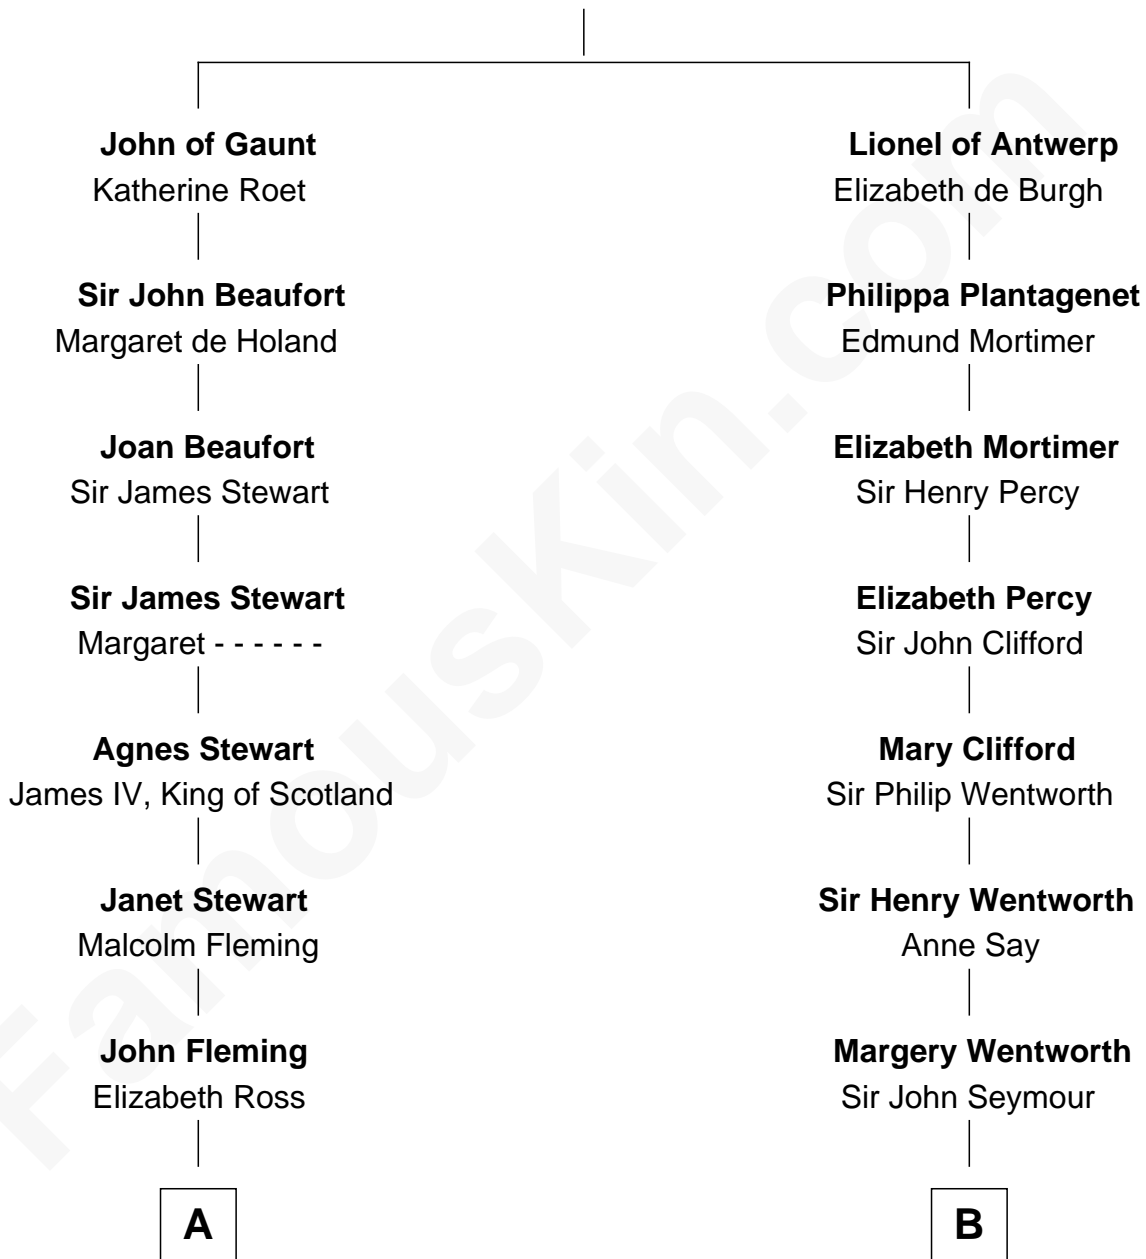 John of Gaunt
Katherine Roet
Sir John Beaufort
Margaret de Holand
Joan Beaufort
Sir James Stewart
Sir James Stewart
Margaret - - - - - -
Agnes Stewart
James IV, King of Scotland
Janet Stewart
Malcolm Fleming
John Fleming
Elizabeth Ross
A
Lionel of Antwerp
Elizabeth de Burgh
Philippa Plantagenet
Edmund Mortimer
Elizabeth Mortimer
Sir Henry Percy
Elizabeth Percy
Sir John Clifford
Mary Clifford
Sir Philip Wentworth
Sir Henry Wentworth
Anne Say
Margery Wentworth
Sir John Seymour
B
FamousKin.com